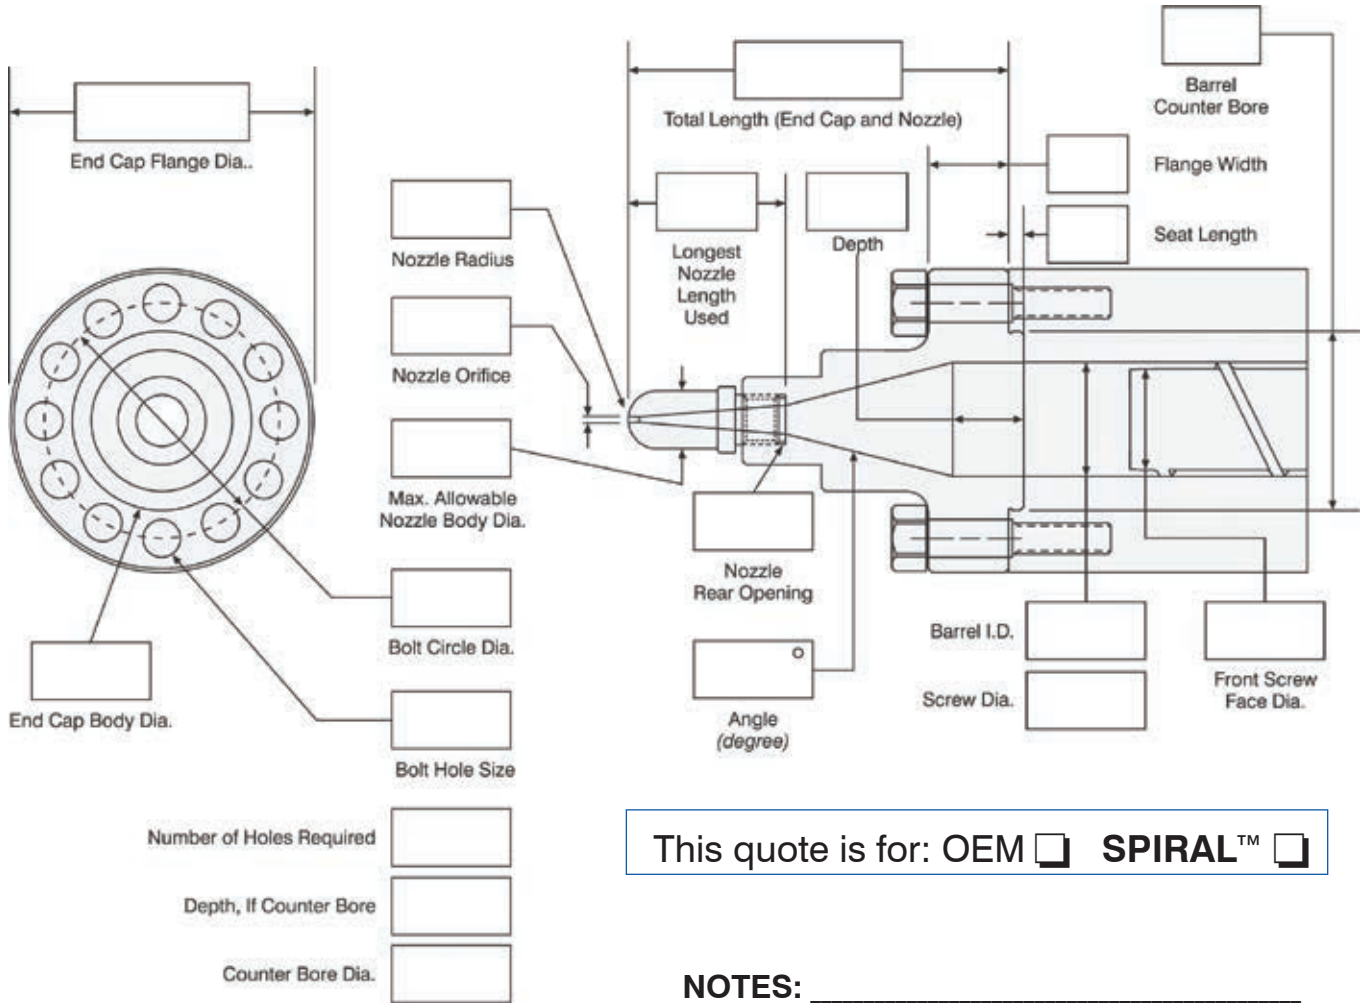 Barrel
Counter Bore
Total Length (End Cap and Nozzle)
End Cap Flange Dia..
Flange Width
Nozzle Radius
Longest
Nozzle
Length
Used
Depth
Seat Length
Nozzle Orifice
Max. Allowable
Nozzle Body Dia.
Nozzle
Rear Opening
Bolt Circle Dia.
Barrel I.D.
Front Screw
Face Dia.
End Cap Body Dia.
Screw Dia.
Angle
(degree)
Bolt Hole Size
Number of Holes Required
This quote is for: OEM ❏ SPIRAL™ ❏
Depth, If Counter Bore
Counter Bore Dia.
NOTES: ______________________________